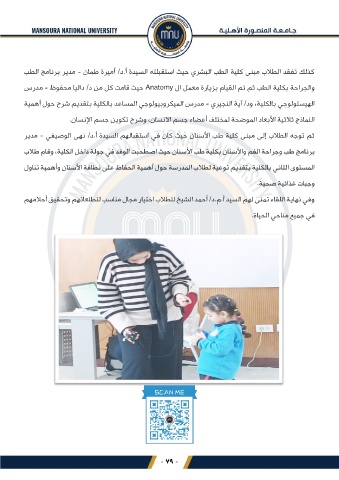 MANSOURA NATIONAL UNIVERSITY
جـامـعـة المنصـورة الأهـليـة
MNU
كذلك تفقد الطلاب مبنى كلية الطب البشري حيث استقبلته السيدة أ.د/ أميرة طمان - مدير برنامج الطب
والجراحة بكلية الطب ثم تم القيام بزيارة معمل ال Anatomy حيث قامت كل من د/ داليا محفوظ - مدرس
الهيستولوجي بالكلية، ود/ آية النجيري - مدرس الميكروبيولوجي المساعد بالكلية بتقديم شرح حول أهمية
النماذج ثلاثية الأبعاد الموضحة لمختلف أعضاء جسم الانسان، وشرح تكوين جسم الإنسان.
ثم توجه الطلاب إلى مبنى كلية طب الأسنان حيث كان في استقبالهم السيدة أ.د/ نهى الوصيفي - مدير
برنامج طب وجراحة الفم والأسنان بكلية طب الأسنان حيث اصطحبت الوفد في جولة داخل الكلية، وقام طلاب
المستوى الثاني بالكلية بتقديم توعية لطلاب المدرسة حول أهمية الحفاظ على نظافة الأسنان وأهمية تناول
وجبات غذائية صحية.
وفي نهاية اللقاء تمنى لهم السيد أ.م.د/ أحمد الشيخ للطلاب اختيار مجال مناسب لتطلعاتهم وتحقيق أحلامهم
في جميع مناحي الحياة.
SCAN ME
- ٧٩ -